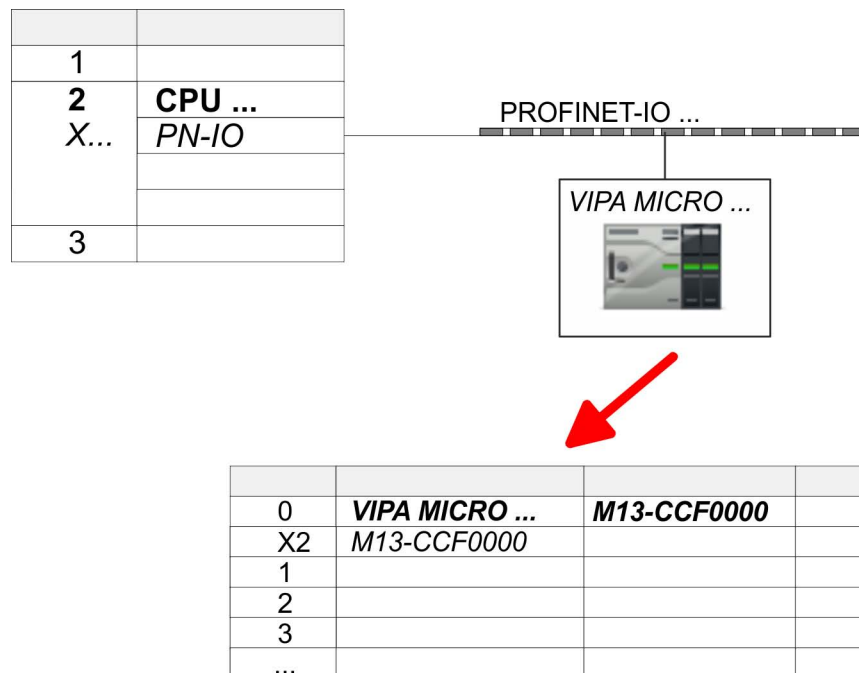 1
2 CPU ...
X... PN-IO
3
PROFINET-IO ...
VIPA MICRO ...
0 VIPA MICRO ... M13-CCF0000
X2 M13-CCF0000
1
2
3
...